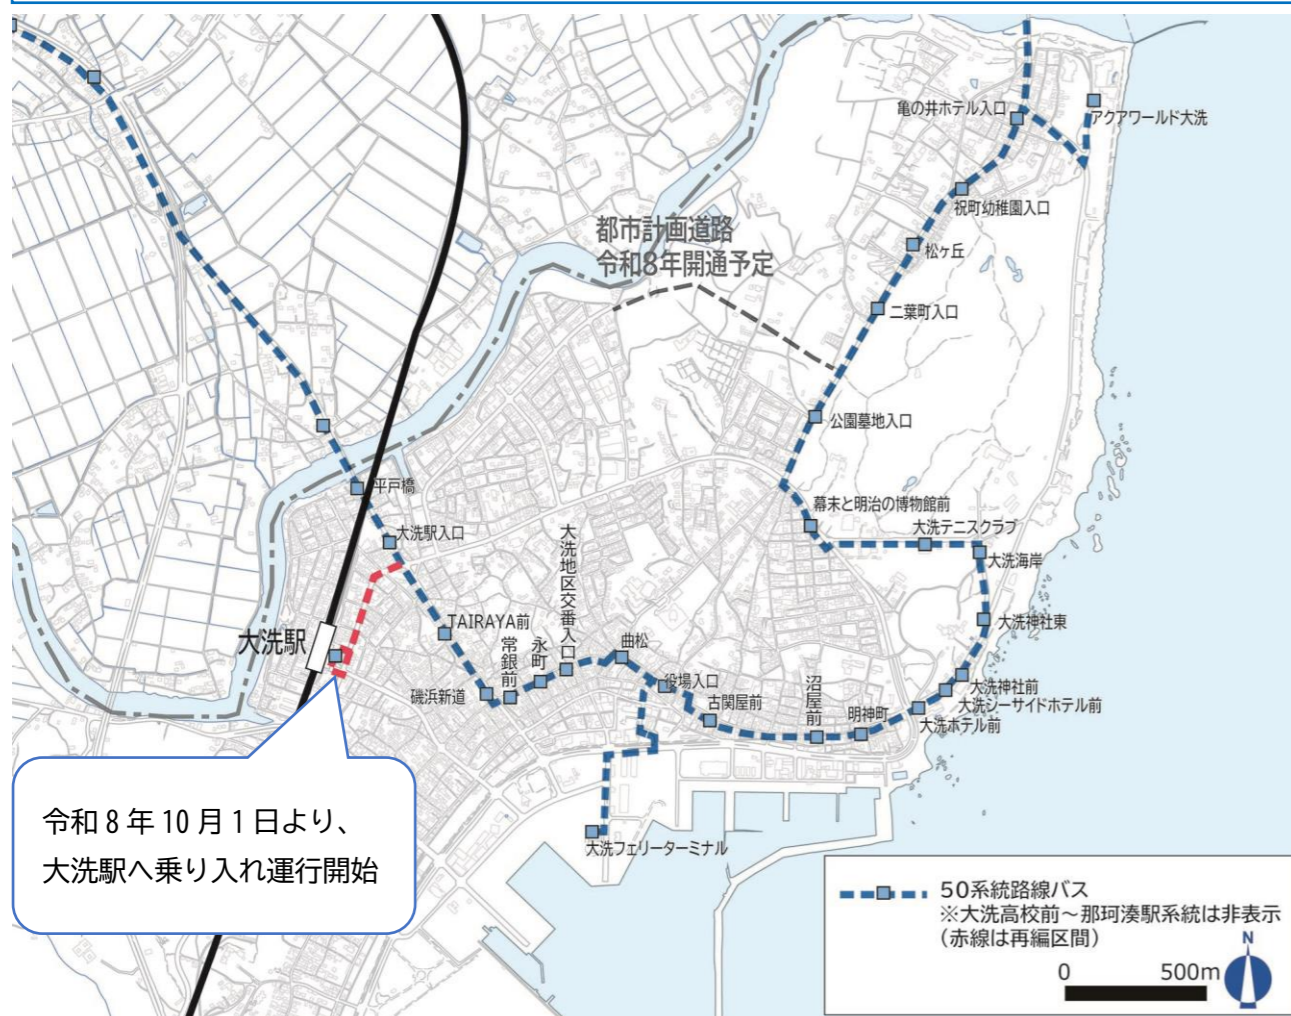 亀の井ホテル入口
アクアワールド大洗
祝町幼稚園入口
都市計画道路
令和8年開通予定
松ヶ丘
二葉町入口
公園墓地入口
平戸橋
幕末と明治の博物館前
大洗テニスクラブ
大洗駅入口
大洗海岸
大洗地区交番入口
TAIRAYA前
大洗神社東
大洗駅
常銀前
永町
曲松
磯浜新道
役場入口
古関屋前
沼屋前
明神町
大洗神社前
大洗シーサイドホテル前
大洗ホテル前
令和8年10月1日より、
大洗駅へ乗り入れ運行開始
大洗フェリーターミナル
50系統路線バス
※大洗高校前～那珂湊駅系統は非表示
(赤線は再編区間)
N
0 500m